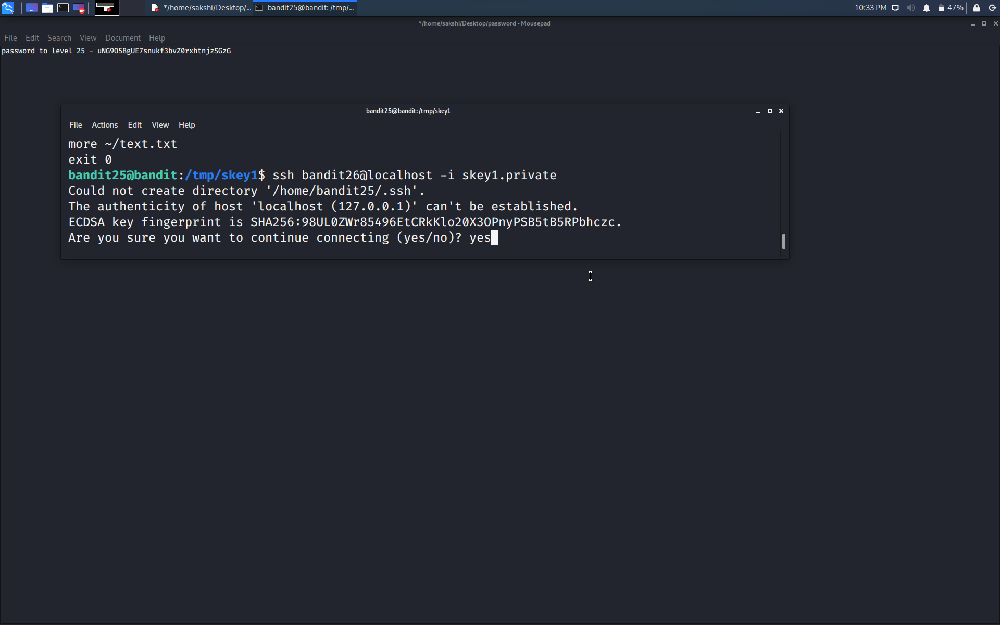 */home/sakshi/Desktop/... bandit25@bandit: /tmp/... 10:33 PM 47%
*/home/sakshi/Desktop/password - Mousepad
File Edit Search View Document Help
password to level 25 - uNG9O58gUE7snukf3bvZ0rxhtnjzSGzG
bandit25@bandit:/tmp/skey1
File Actions Edit View Help
more ~/text.txt
exit 0
bandit25@bandit:/tmp/skey1$ ssh bandit26@localhost -i skey1.private
Could not create directory '/home/bandit25/.ssh'.
The authenticity of host 'localhost (127.0.0.1)' can't be established.
ECDSA key fingerprint is SHA256:98UL0ZWr85496EtCRkKlo20X3OPnyPSB5tB5RPbhczc.
Are you sure you want to continue connecting (yes/no)? yes